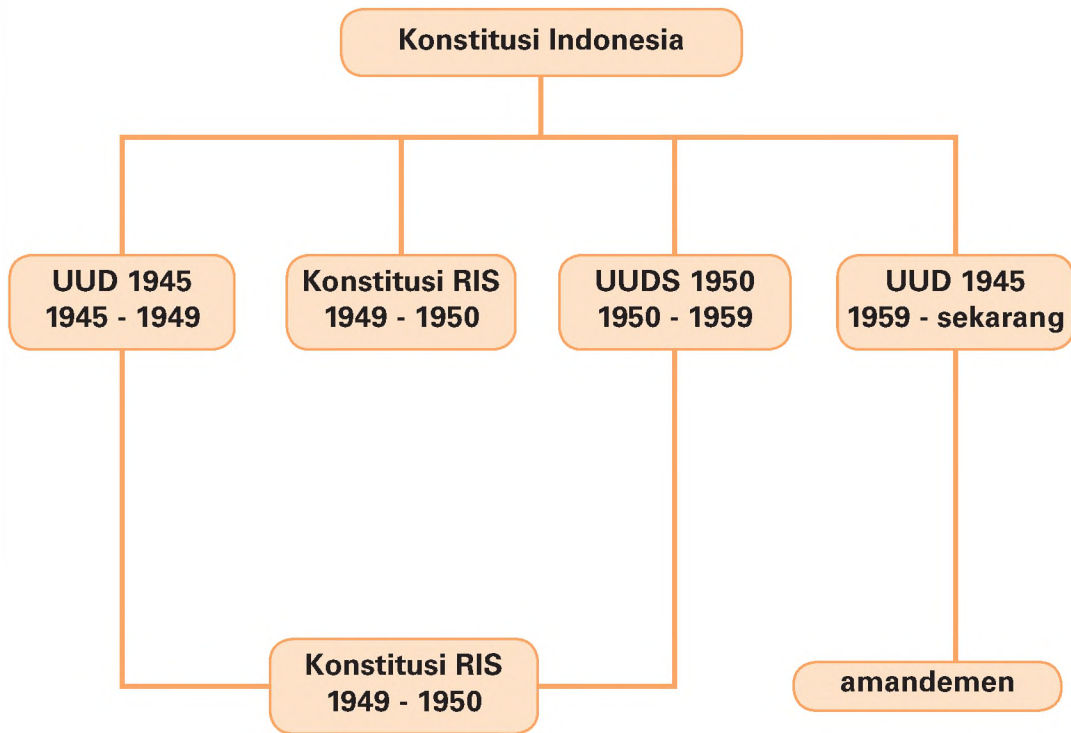 Konstitusi Indonesia
UUD 1945
1945 - 1949
Konstitusi RIS
1949 - 1950
UUDS 1950
1950 - 1959
UUD 1945
1959 - sekarang
Konstitusi RIS
1949 - 1950
amandemen